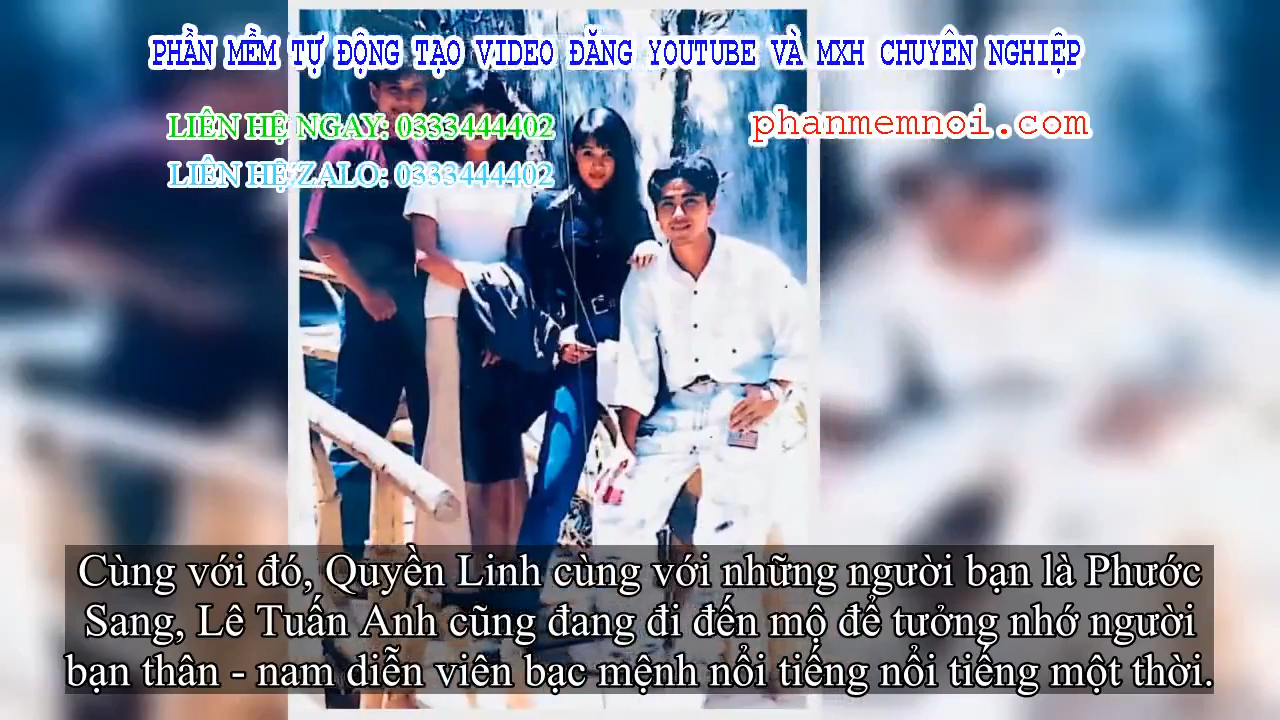 PHẦN MỀM TỰ ĐỘNG TẠO VIDEO ĐĂNG YOUTUBE VÀ MXH CHUYÊN NGHIỆP
LIÊN HỆ NGAY: 0333444402
phanmemnoi.com
LIÊN HỆ ZALO: 0333444402
Cùng với đó, Quyền Linh cùng với những người bạn là Phước
Sang, Lê Tuấn Anh cũng đang đi đến mộ để tưởng nhớ người
bạn thân - nam diễn viên bạc mệnh nổi tiếng nổi tiếng một thời.